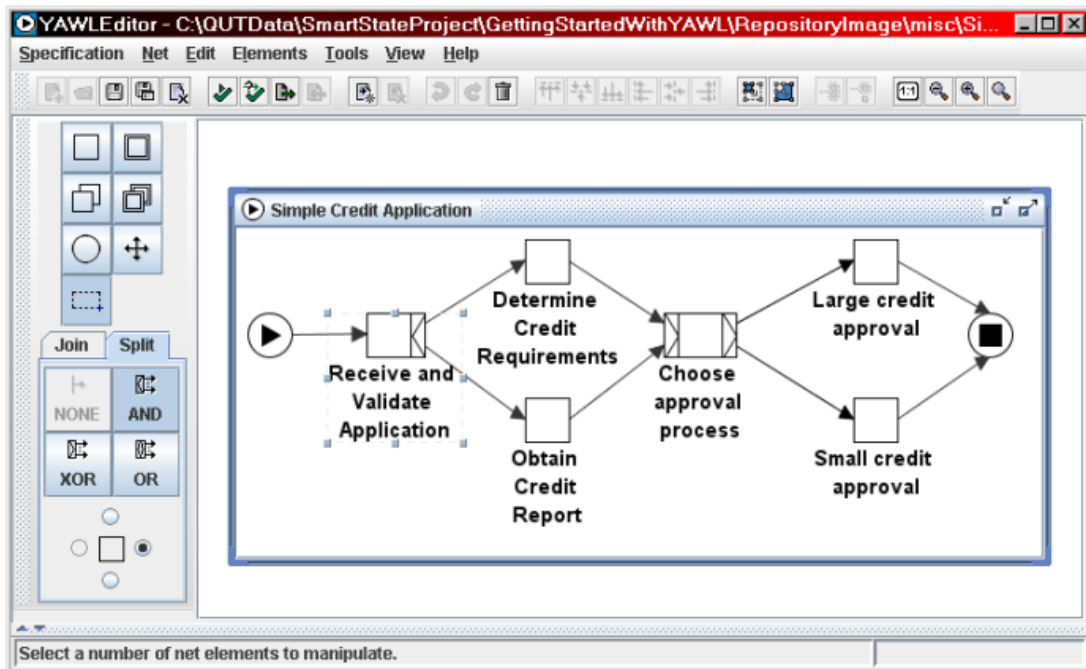 YAWLEditor - C:\QUTData\SmartStateProject\GettingStartedWithYAWL\RepositoryImage\misc\Si...
Specification Net Edit Elements Tools View Help
1:1
Simple Credit Application
Determine
Credit
Requirements
Large credit
approval
Join Split
Receive and
Validate
Application
Choose
approval
process
NONE AND
Obtain
Credit
Report
Small credit
approval
XOR OR
Select a number of net elements to manipulate.